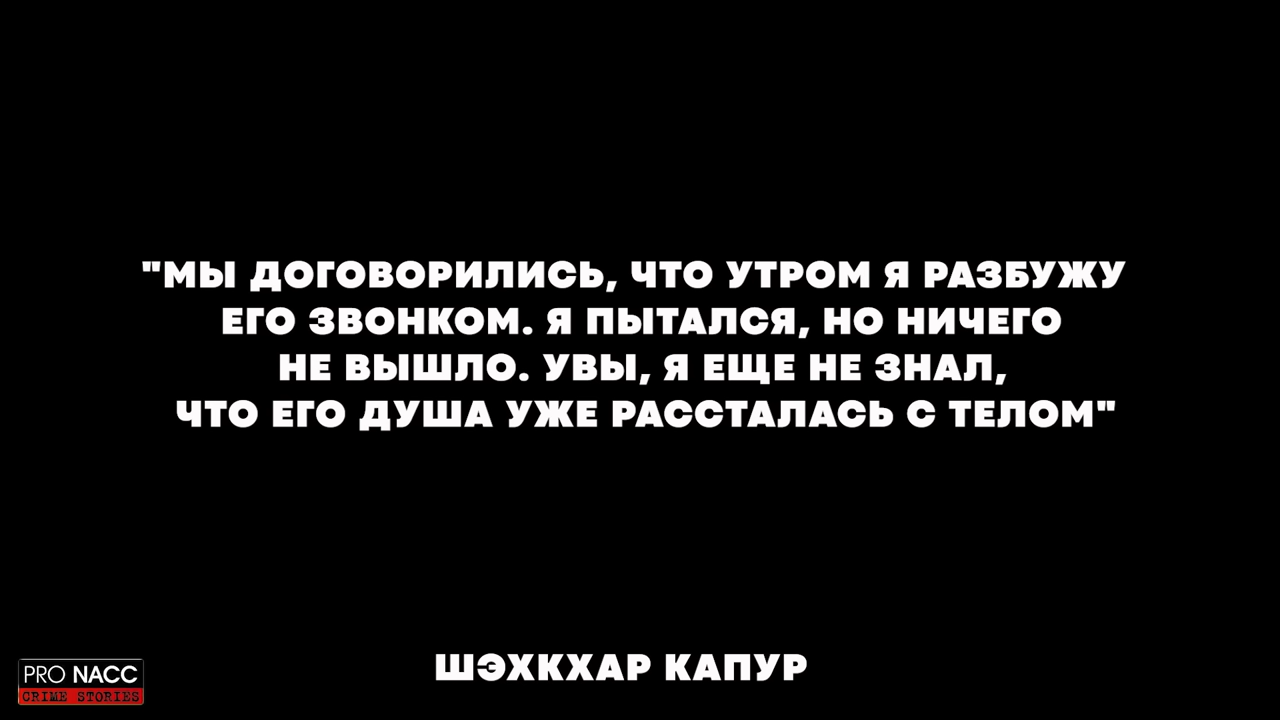 "МЫ ДОГОВОРИЛИСЬ, ЧТО УТРОМ Я РАЗБУЖУ
ЕГО ЗВОНКОМ. Я ПЫТАЛСЯ, НО НИЧЕГО
НЕ ВЫШЛО. УВЫ, Я ЕЩЕ НЕ ЗНАЛ,
ЧТО ЕГО ДУША УЖЕ РАССТАЛАСЬ С ТЕЛОМ"
ШЭХКХАР КАПУР
PRO NACC
CRIME STORIES